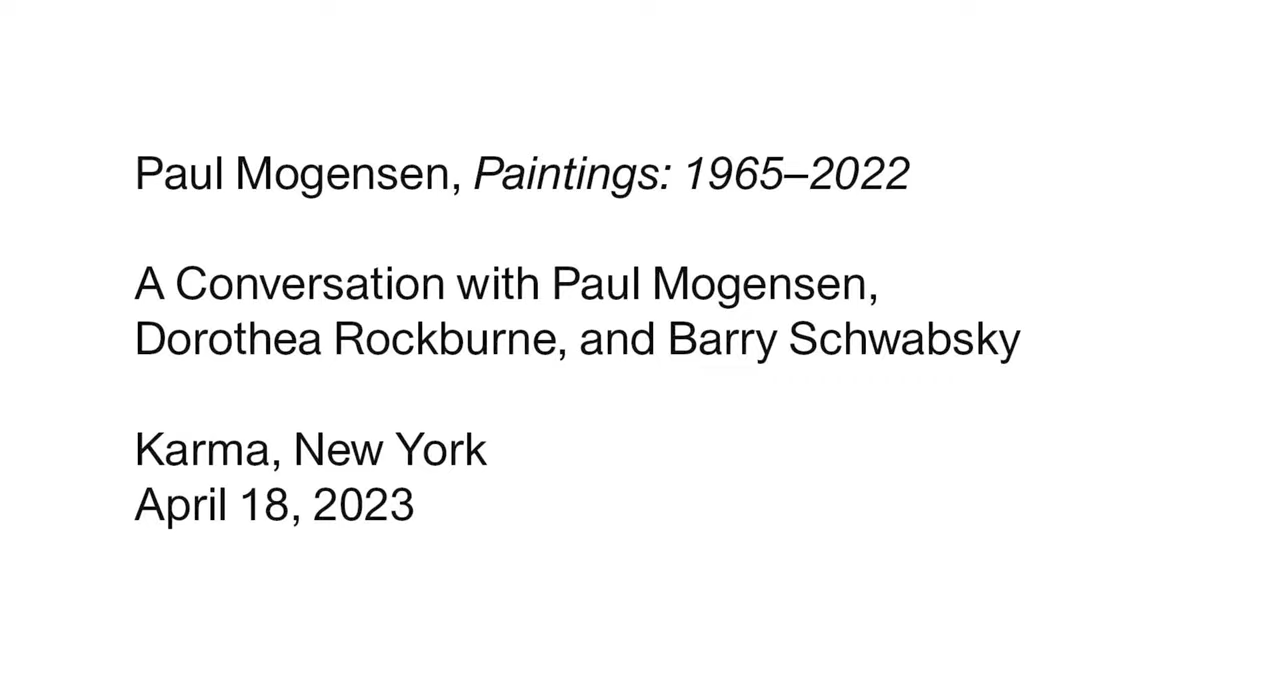 Paul Mogensen, Paintings: 1965–2022
A Conversation with Paul Mogensen,
Dorothea Rockburne, and Barry Schwabsky
Karma, New York
April 18, 2023